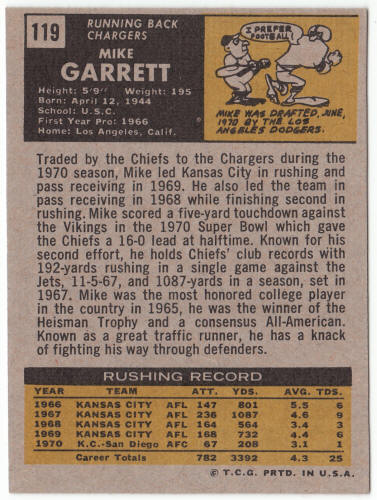 119
RUNNING BACK
CHARGERS
MIKE
GARRETT
Height: 5'9" Weight: 195
Born: April 12, 1944
School: U.S.C.
First Year Pro: 1966
Home: Los Angeles, Calif.
I PREFER
FOOTBALL!
MIKE WAS DRAFTED, JUNE,
1970 BY THE LOS
ANGELES DODGERS.
Traded by the Chiefs to the Chargers during the
1970 season, Mike led Kansas City in rushing and
pass receiving in 1969. He also led the team in
pass receiving in 1968 while finishing second in
rushing. Mike scored a five-yard touchdown against
the Vikings in the 1970 Super Bowl which gave
the Chiefs a 16-0 lead at halftime. Known for his
second effort, he holds Chiefs' club records with
192-yards rushing in a single game against the
Jets, 11-5-67, and 1087-yards in a season, set in
1967. Mike was the most honored college player
in the country in 1965, he was the winner of the
Heisman Trophy and a consensus All-American.
Known as a great traffic runner, he has a knack
of fighting his way through defenders.
RUSHING RECORD
YEAR TEAM ATT. YDS. AVG. TDS.
1966 KANSAS CITY AFL 147 801 5.5 6
1967 KANSAS CITY AFL 236 1087 4.6 9
1968 KANSAS CITY AFL 164 564 3.4 3
1969 KANSAS CITY AFL 168 732 4.4 6
1970 K.C.-San Diego AFC 67 208 3.1 1
Career Totals 782 3392 4.3 25
© T.C.G. PRTD. IN U.S.A.